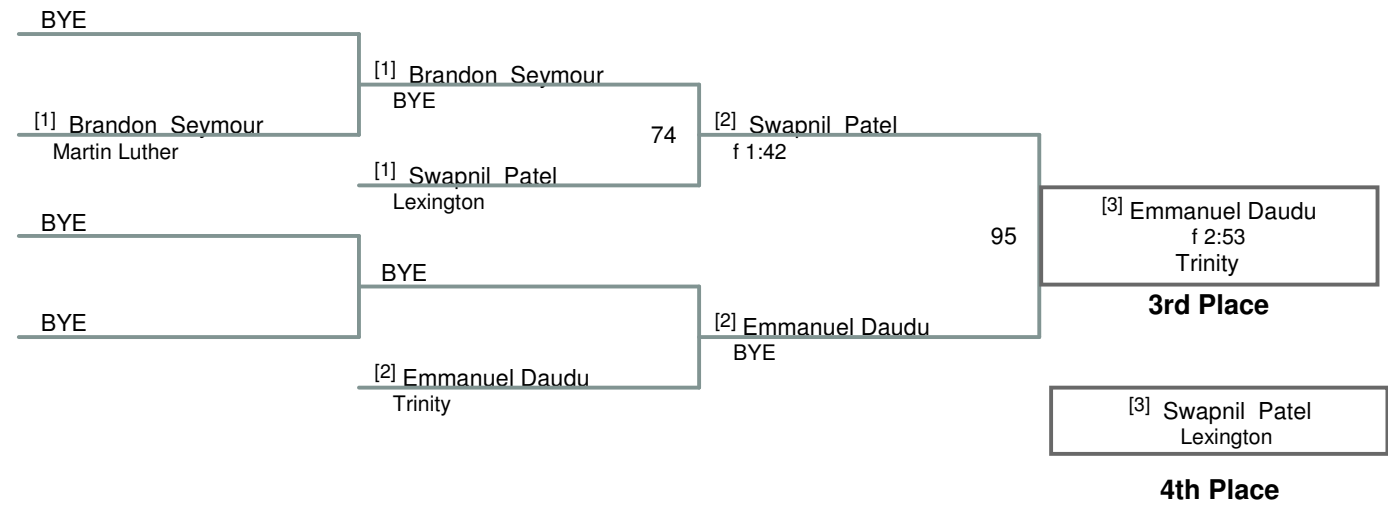 BYE
[1] Brandon Seymour
BYE
[1] Brandon Seymour
Martin Luther
74
[2] Swapnil Patel
f 1:42
[1] Swapnil Patel
Lexington
[3] Emmanuel Daudu
f 2:53
Trinity
3rd Place
95
BYE
BYE
BYE
[2] Emmanuel Daudu
BYE
[2] Emmanuel Daudu
Trinity
[3] Swapnil Patel
Lexington
4th Place